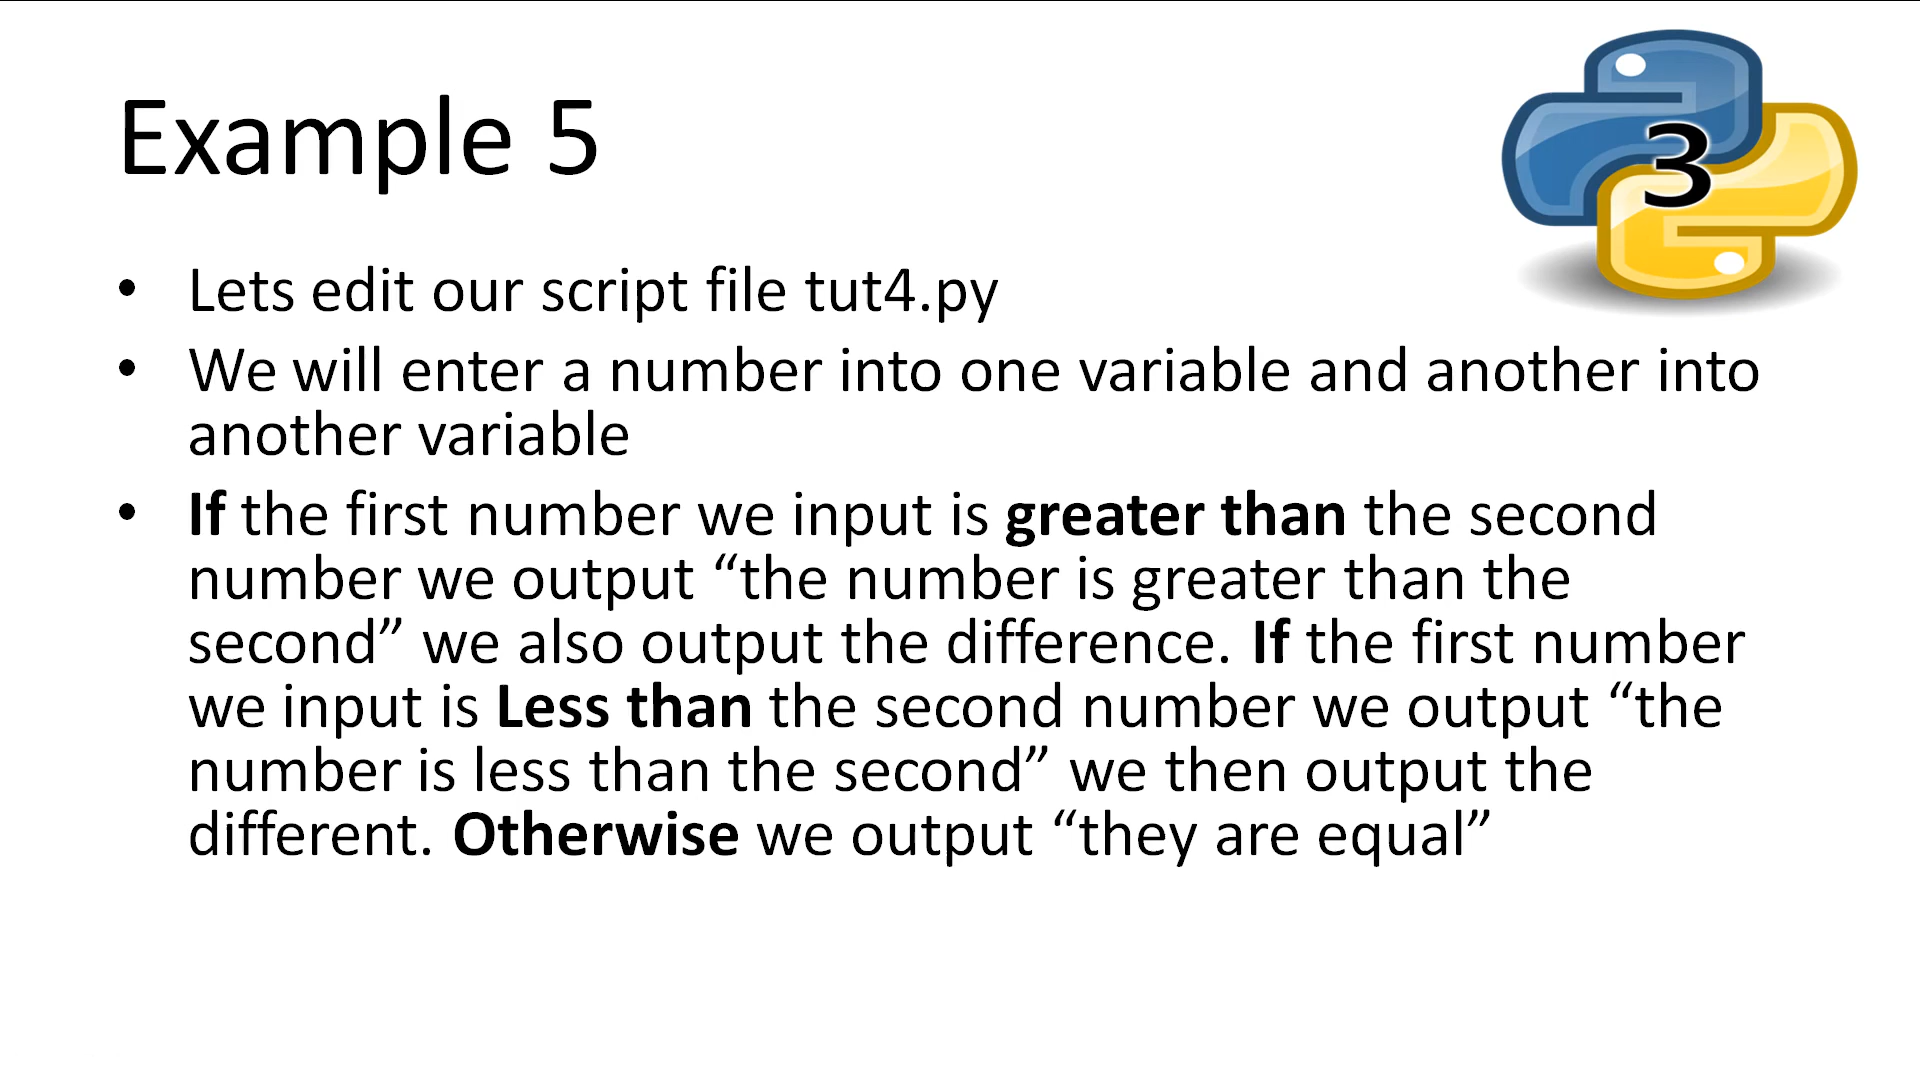 Example 5
3
• Lets edit our script file tut4.py
• We will enter a number into one variable and another into
another variable
• If the first number we input is greater than the second
number we output “the number is greater than the
second” we also output the difference. If the first number
we input is Less than the second number we output “the
number is less than the second” we then output the
different. Otherwise we output “they are equal”